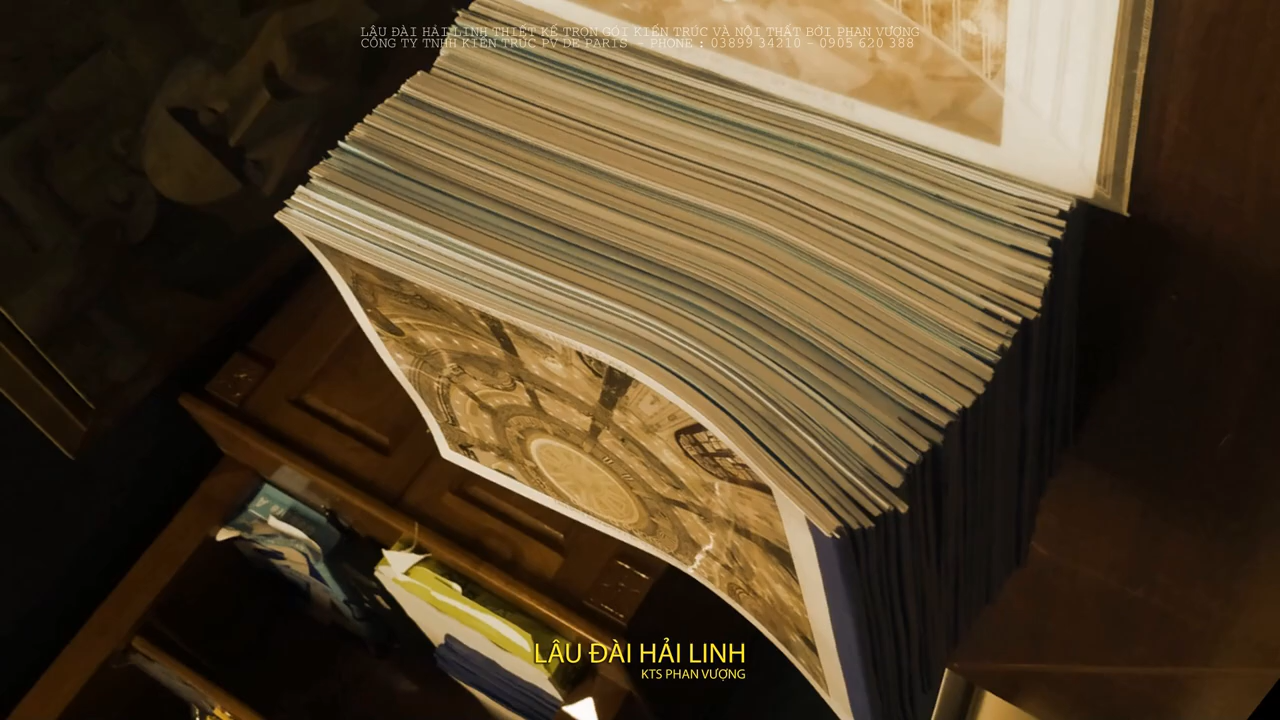 LÂU ĐÀI HẢI LINH THIẾT KẾ TRỌN GÓI KIẾN TRÚC VÀ NỘI THẤT BỞI PHAN VƯỢNG
CÔNG TY TNHH KIẾN TRÚC PV DE PARIS - PHONE : 03899 34210 - 0905 620 388
LÂU ĐÀI HẢI LINH
KTS PHAN VƯỢNG